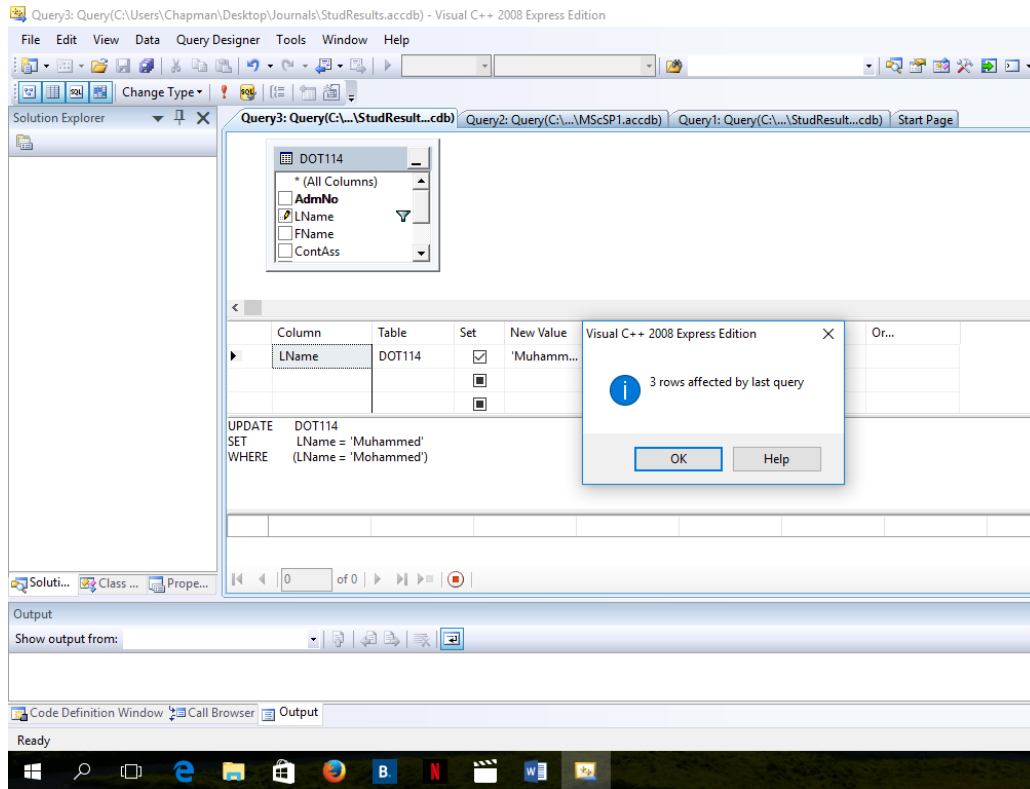 Query3: Query(C:\Users\Chapman\Desktop\Journals\StudResults.accdb) - Visual C++ 2008 Express Edition
File Edit View Data Query Designer Tools Window Help
SQL Change Type
Solution Explorer
Query3: Query(C:\...\StudResult...cdb) Query2: Query(C:\...\MScSP1.accdb) Query1: Query(C:\...\StudResult...cdb) Start Page
DOT114
* (All Columns)
AdmNo
LName
FName
ContAss
Column Table Set New Value Or...
LName DOT114 'Muhamm...
Visual C++ 2008 Express Edition
3 rows affected by last query
OK Help
UPDATE DOT114
SET LName = 'Muhammed'
WHERE (LName = 'Mohammed')
0 of 0
Soluti... Class ... Prope...
Output
Show output from:
Code Definition Window Call Browser Output
Ready
B. N W